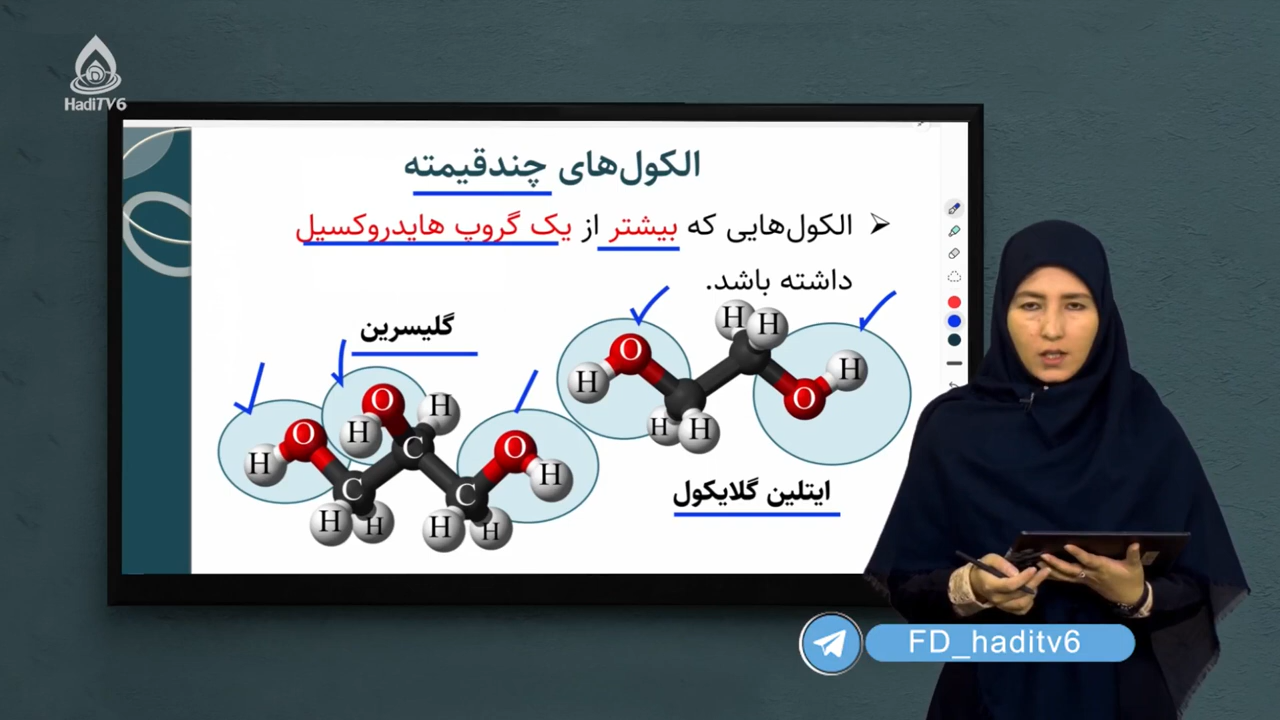 HadiTV6
الکول‌های چندقیمته
الکول‌هایی که بیشتر از یک گروپ هایدروکسیل
داشته باشد.
گلیسرین
H O H O H C C C O H H H H H
H O H H H H O H
ایتلین گلایکول
FD_haditv6